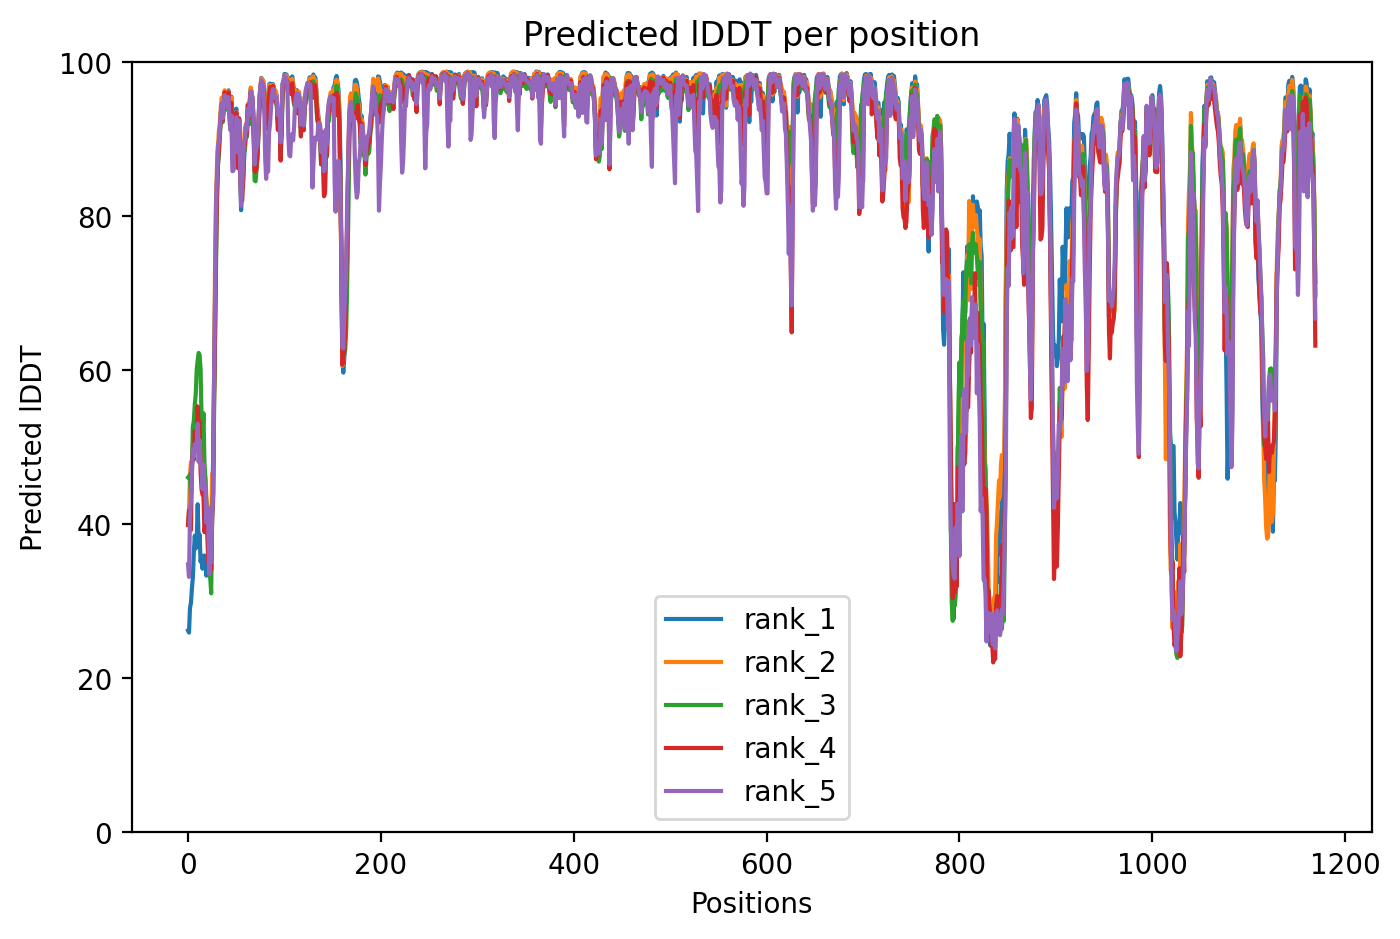 Predicted lDDT per position
100
80
60
40
20
0
Predicted lDDT
rank_1
rank_2
rank_3
rank_4
rank_5
0 200 400 600 800 1000 1200
Positions